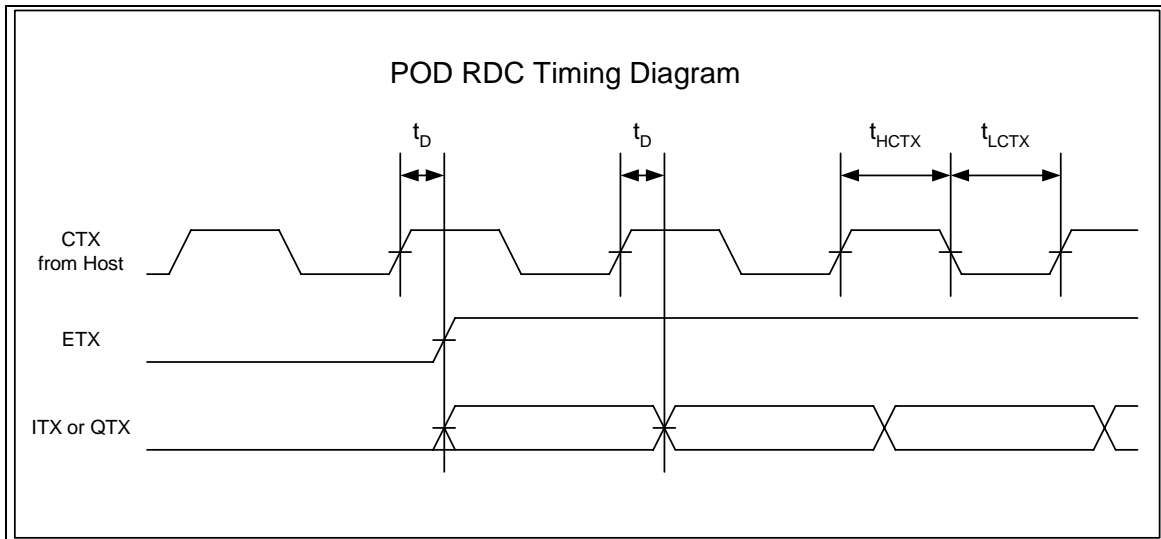 POD RDC Timing Diagram
tD
tD
tHCTX
tLCTX
CTX
from Host
ETX
ITX or QTX